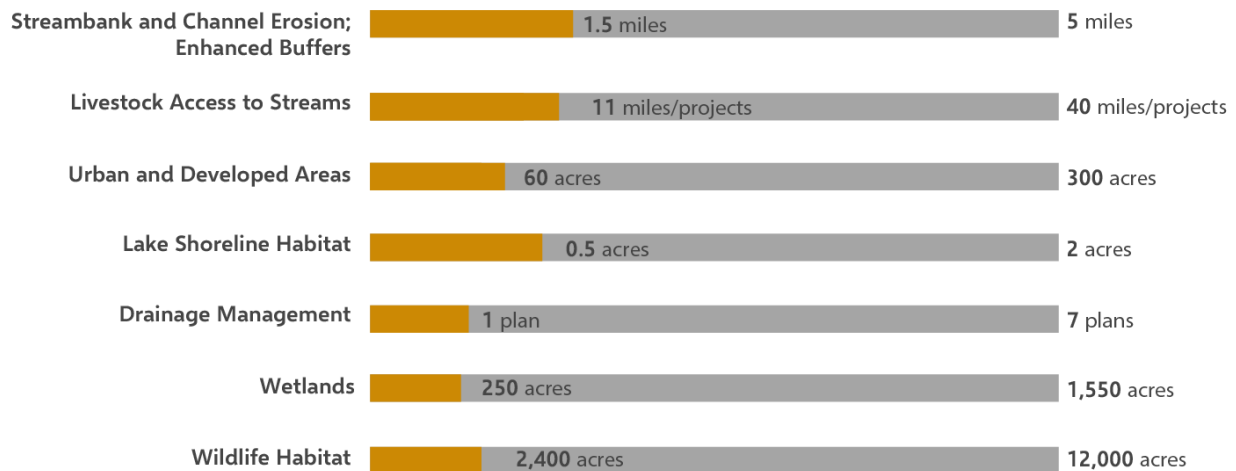 Streambank and Channel Erosion;
Enhanced Buffers
1.5 miles
5 miles
Livestock Access to Streams
11 miles/projects
40 miles/projects
Urban and Developed Areas
60 acres
300 acres
Lake Shoreline Habitat
0.5 acres
2 acres
Drainage Management
1 plan
7 plans
Wetlands
250 acres
1,550 acres
Wildlife Habitat
2,400 acres
12,000 acres